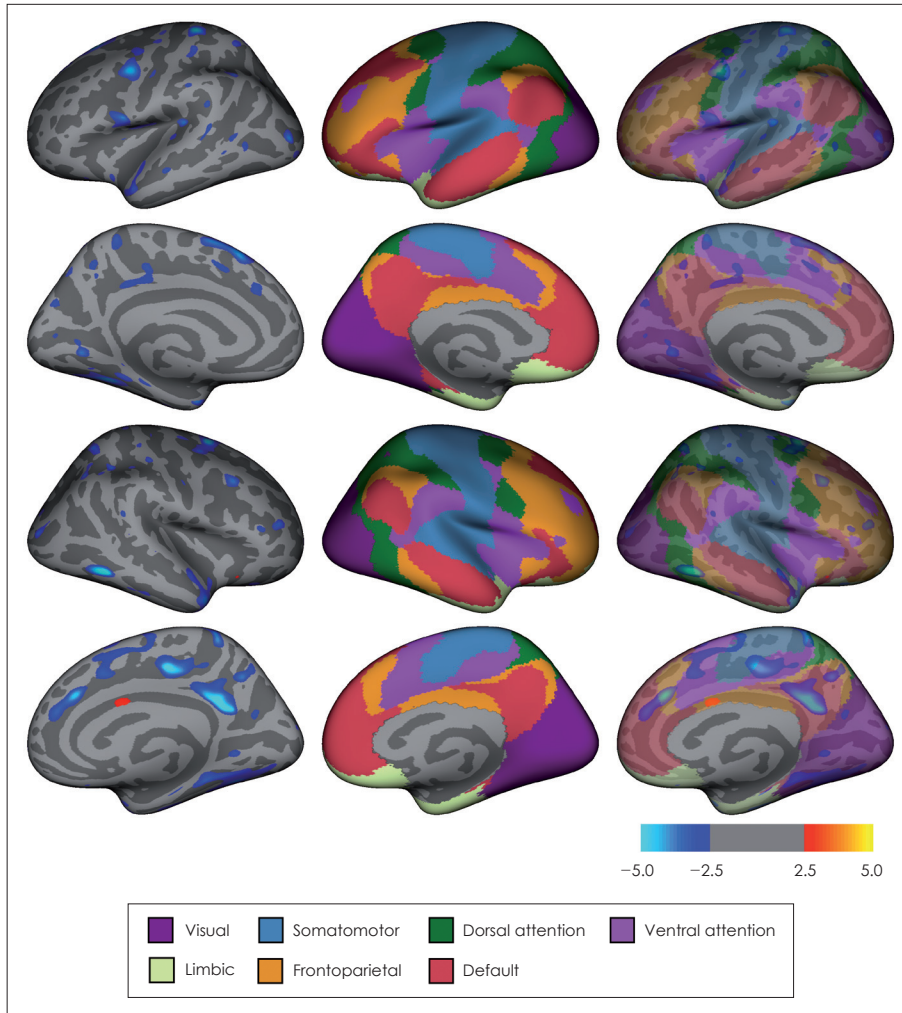 −5.0 −2.5 2.5 5.0
Visual Somatomotor Dorsal attention Ventral attention
Limbic Frontoparietal Default